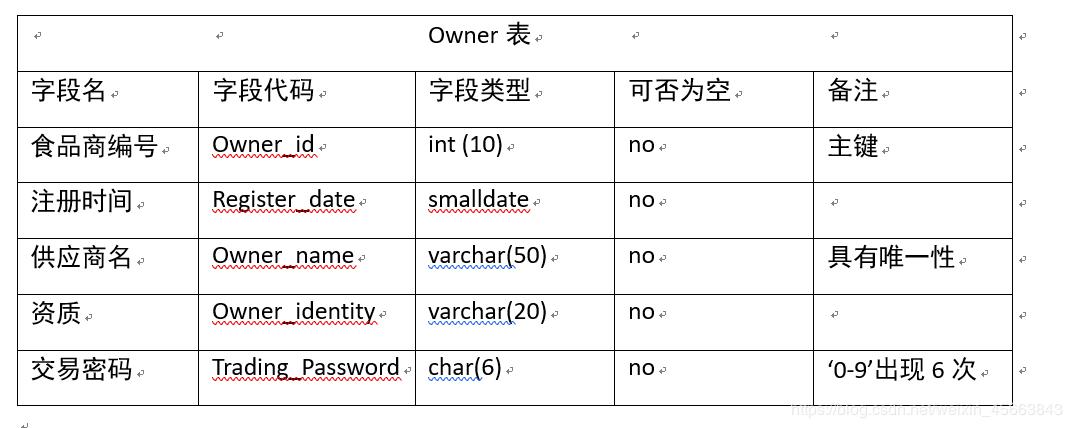 Owner 表
字段名 字段代码 字段类型 可否为空 备注
食品商编号 Owner_id int (10) no 主键
注册时间 Register_date smalldate no
供应商名 Owner_name varchar(50) no 具有唯一性
资质 Owner_identity varchar(20) no
交易密码 Trading_Password char(6) no ‘0-9’出现 6 次
https://blog.csdn.net/weixin_45663843